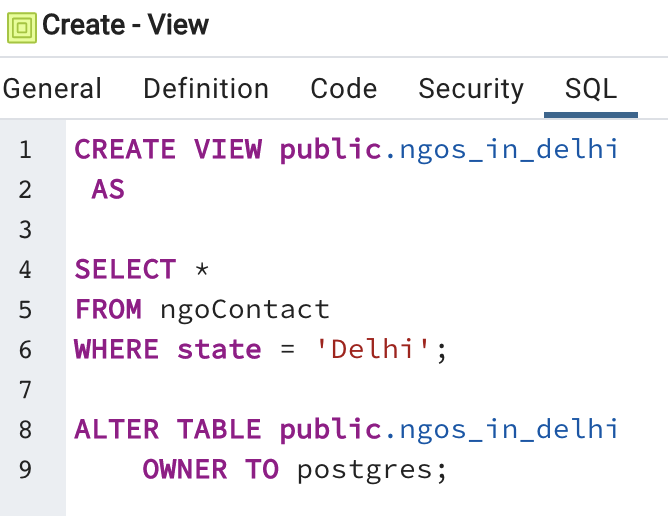 Create - View
General Definition Code Security SQL
1 CREATE VIEW public.ngos_in_delhi
2 AS
3
4 SELECT *
5 FROM ngoContact
6 WHERE state = 'Delhi';
7
8 ALTER TABLE public.ngos_in_delhi
9 OWNER TO postgres;